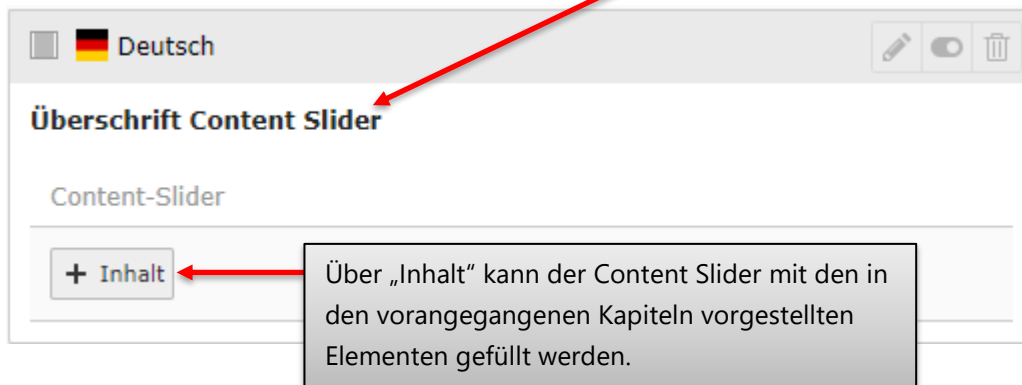 Deutsch
Überschrift Content Slider
Content-Slider
+ Inhalt
Über „Inhalt“ kann der Content Slider mit den in
den vorangegangenen Kapiteln vorgestellten
Elementen gefüllt werden.